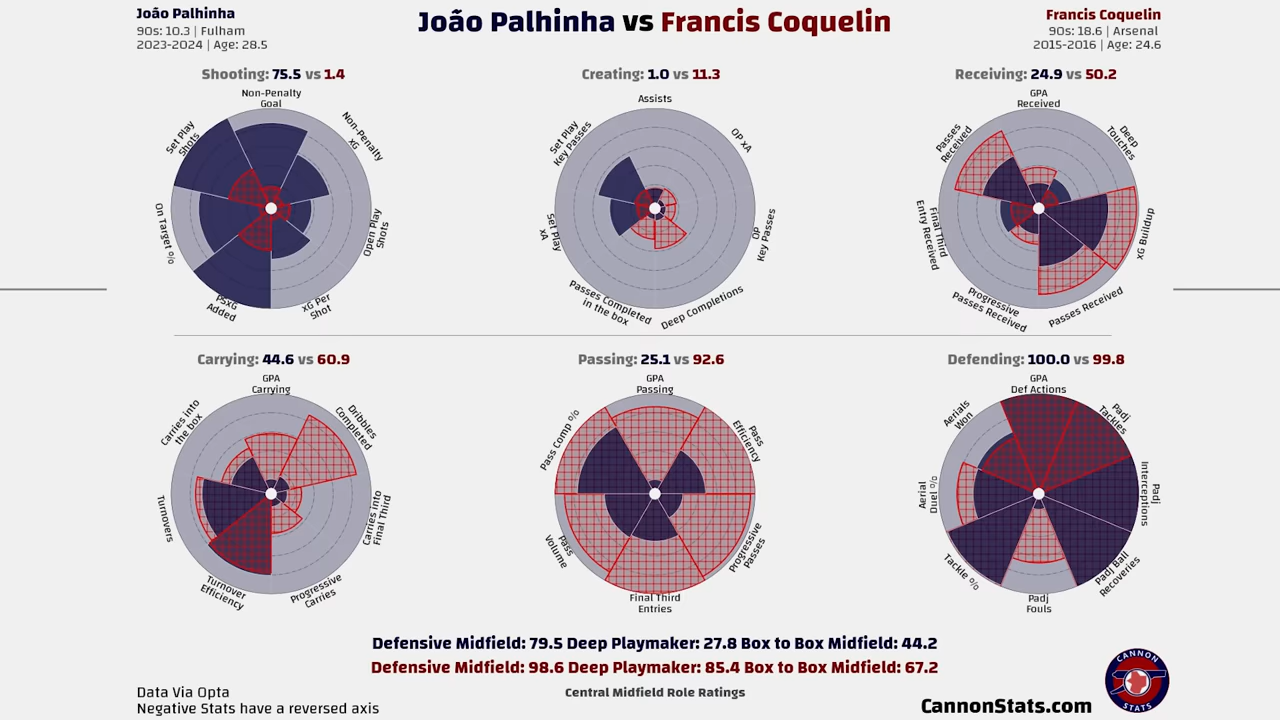 João Palhinha
90s: 10.3 | Fulham
2023-2024 | Age: 28.5
João Palhinha vs Francis Coquelin
Francis Coquelin
90s: 18.6 | Arsenal
2015-2016 | Age: 24.6
Shooting: 75.5 vs 1.4
Non-Penalty
Goal
Non-Penalty
xG
Open Play
Shots
xG Per
Shot
PSxG
Added
On Target %
Set Play
Shots
Creating: 1.0 vs 11.3
Assists
OP xA
OP
Key Passes
Deep Completions
Passes Completed
in the box
Set Play
xA
Set Play
Key Passes
Receiving: 24.9 vs 50.2
GPA
Received
Deep
Touches
xG Buildup
Passes Received
Progressive
Passes Received
Final Third
Entry Received
Passes
Received
Carrying: 44.6 vs 60.9
GPA
Carrying
Dribbles
Completed
Carries into
Final Third
Progressive
Carries
Turnover
Efficiency
Turnovers
Carries into
the box
Passing: 25.1 vs 92.6
GPA
Passing
Pass
Efficiency
Progressive
Passes
Final Third
Entries
Pass
Volume
Pass Comp %
Defending: 100.0 vs 99.8
GPA
Def Actions
Padj
Tackles
Padj
Interceptions
Padj Ball
Recoveries
Padj
Fouls
Tackle %
Aerial
Duel %
Aerials
Won
Defensive Midfield: 79.5 Deep Playmaker: 27.8 Box to Box Midfield: 44.2
Defensive Midfield: 98.6 Deep Playmaker: 85.4 Box to Box Midfield: 67.2
Central Midfield Role Ratings
Data Via Opta
Negative Stats have a reversed axis
CannonStats.com
CANNON
STATS